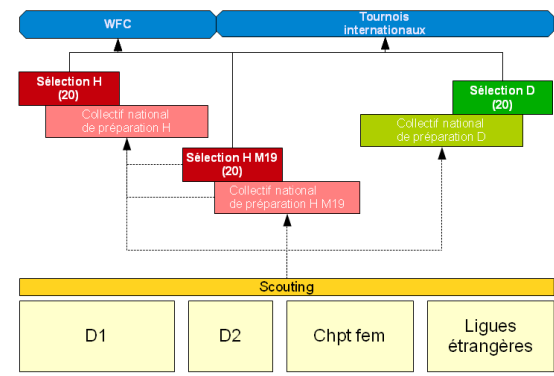 WFC
Tournois
internationaux
Sélection H
(20)
Collectif national
de préparation H
Sélection D
(20)
Collectif national
de préparation D
Sélection H M19
(20)
Collectif national
de préparation H M19
Scouting
D1
D2
Chpt fem
Ligues
étrangères